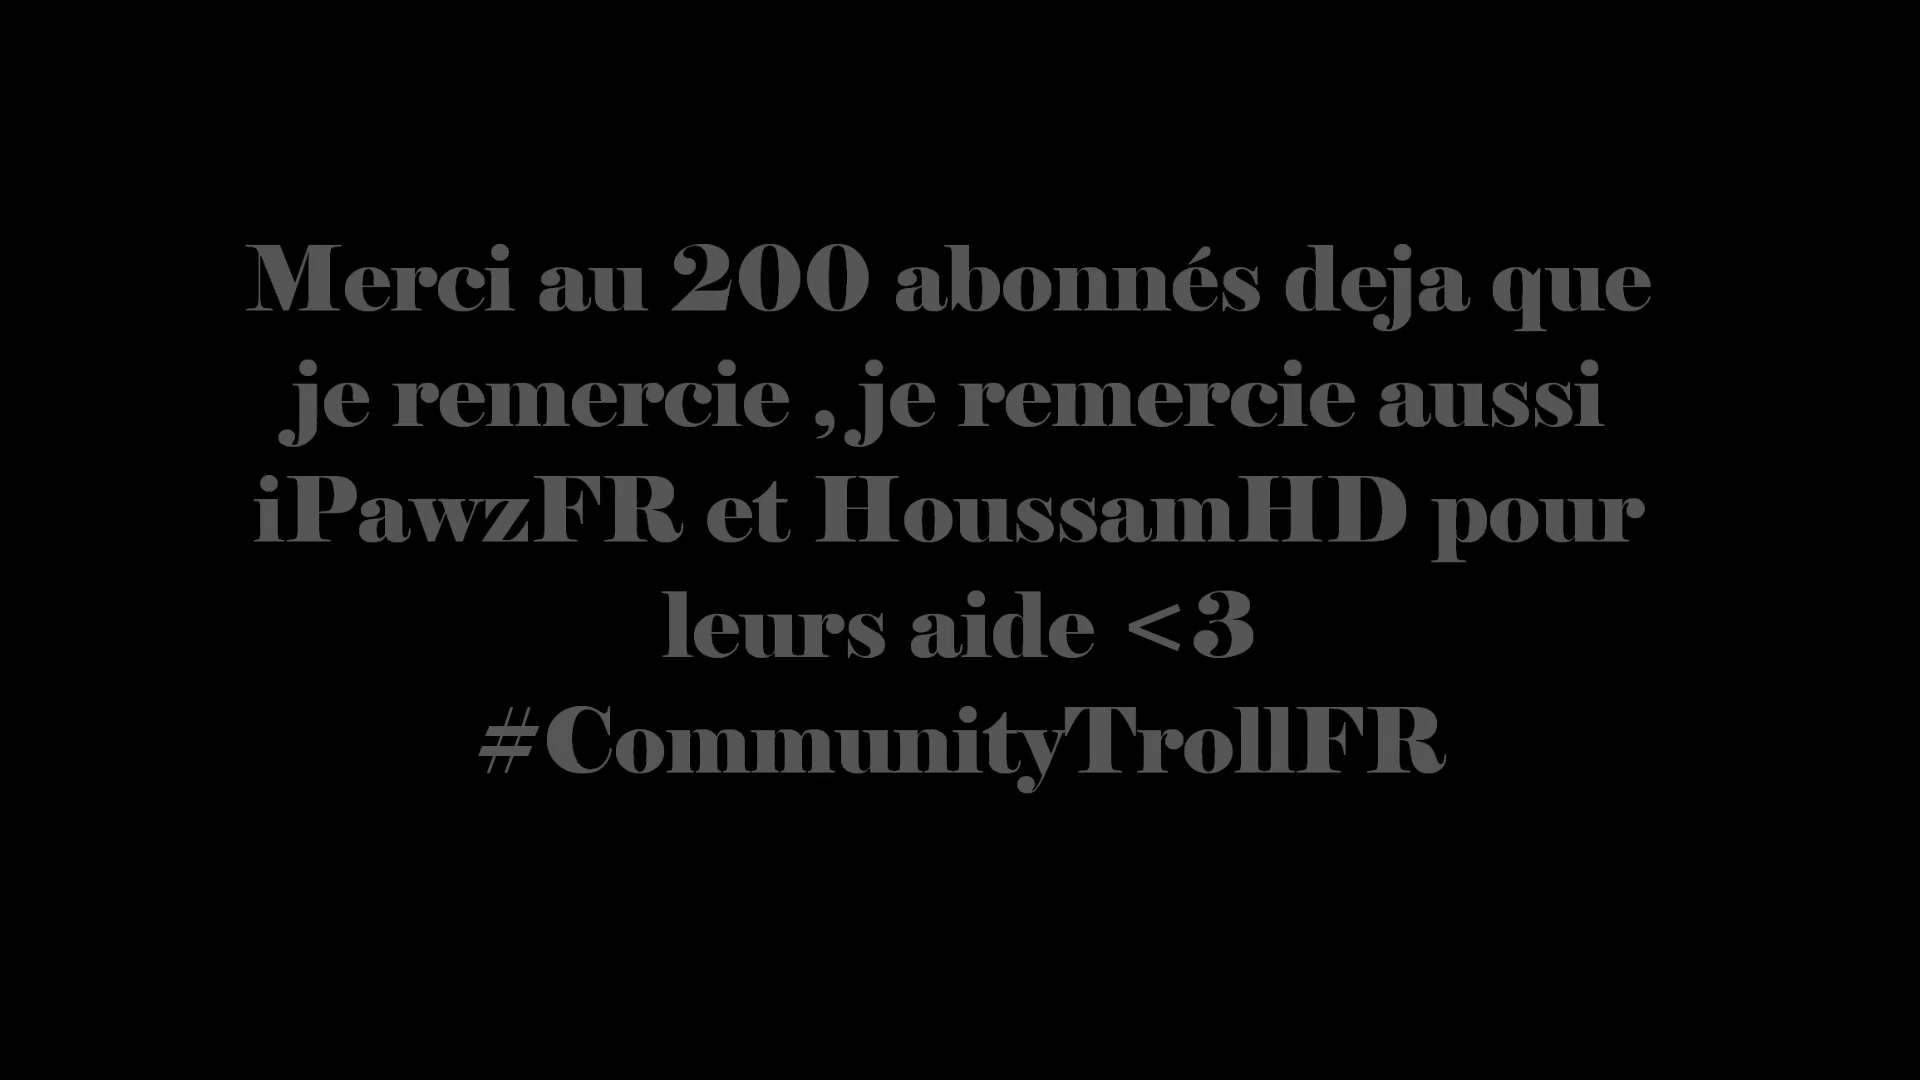 Merci au 200 abonnés deja que
je remercie , je remercie aussi
iPawzFR et HoussamHD pour
leurs aide <3
#CommunityTrollFR